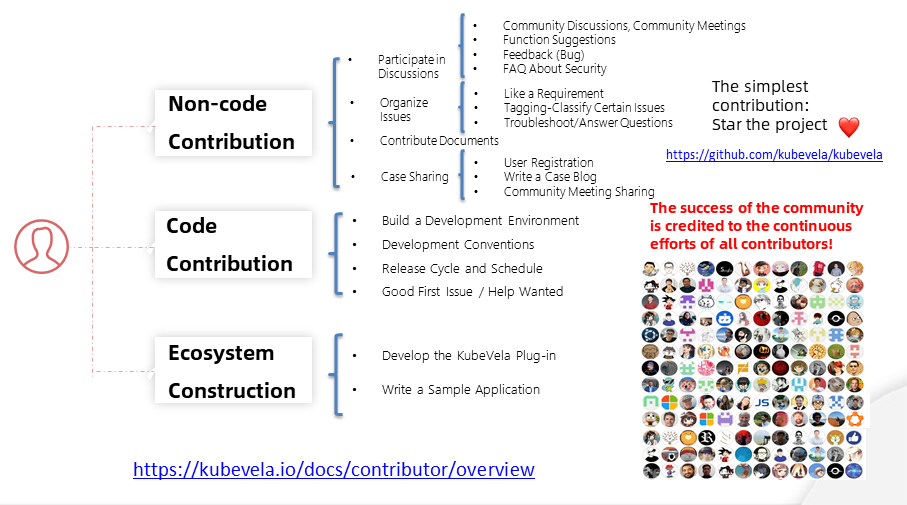 Non-code
Contribution
• Participate in
Discussions
• Community Discussions, Community Meetings
• Function Suggestions
• Feedback (Bug)
• FAQ About Security
• Organize
Issues
• Like a Requirement
• Tagging-Classify Certain Issues
• Troubleshoot/Answer Questions
• Contribute Documents
• Case Sharing
• User Registration
• Write a Case Blog
• Community Meeting Sharing
Code
Contribution
• Build a Development Environment
• Development Conventions
• Release Cycle and Schedule
• Good First Issue / Help Wanted
Ecosystem
Construction
• Develop the KubeVela Plug-in
• Write a Sample Application
https://kubevela.io/docs/contributor/overview
The simplest
contribution:
Star the project ❤️
https://github.com/kubevela/kubevela
The success of the community
is credited to the continuous
efforts of all contributors!
JS
R